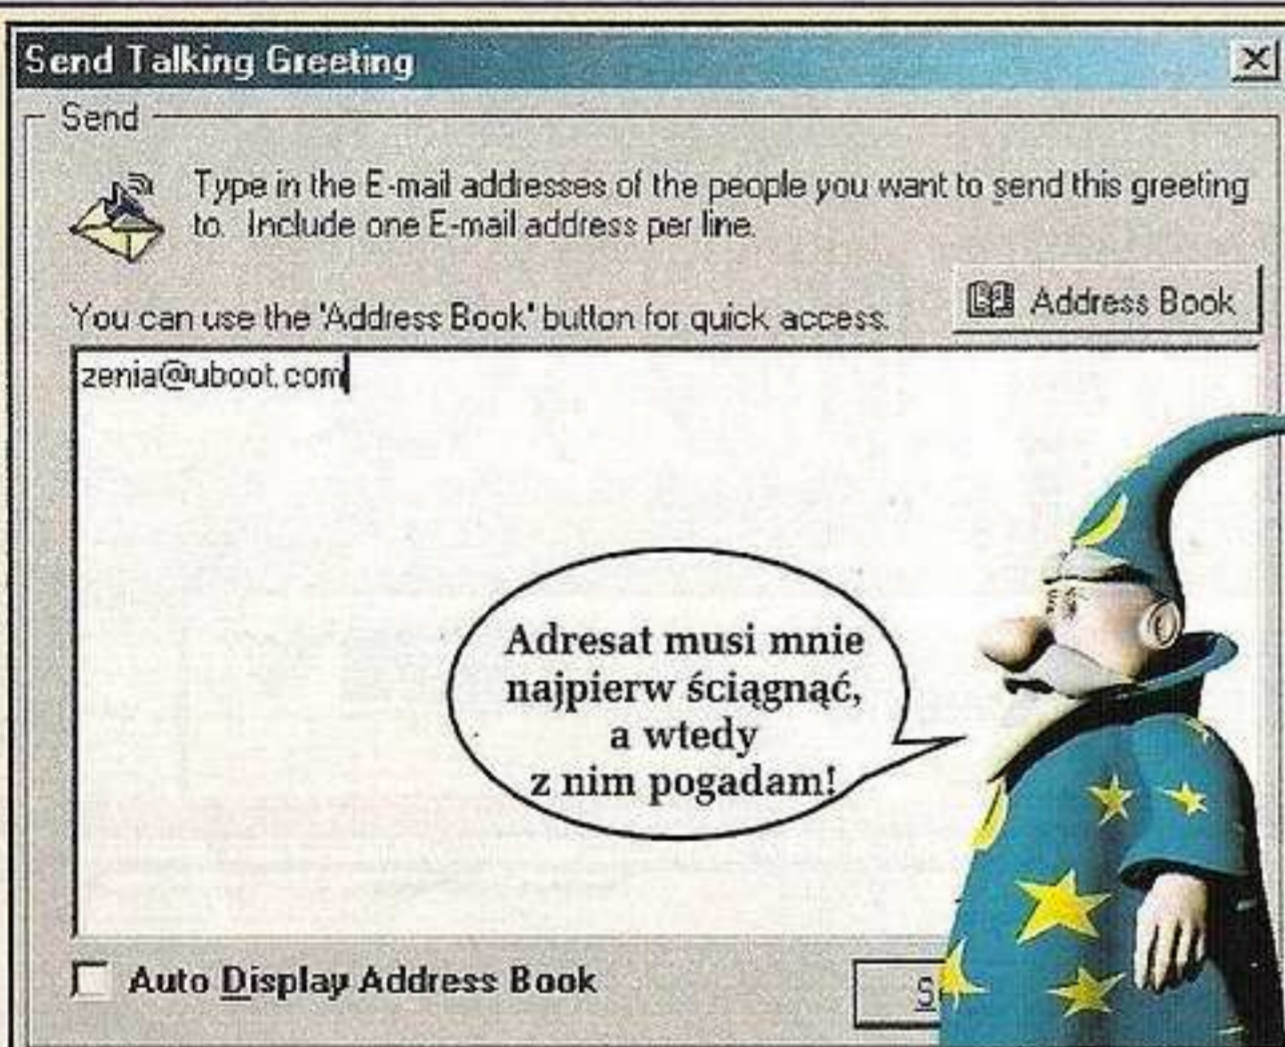 Send Talking Greeting
Send
Type in the E-mail addresses of the people you want to send this greeting
to. Include one E-mail address per line.
You can use the 'Address Book' button for quick access.
Address Book
zenia@uboot.com
Adresat musi mnie
najpierw ściągnąć,
a wtedy
z nim pogadam!
Auto Display Address Book